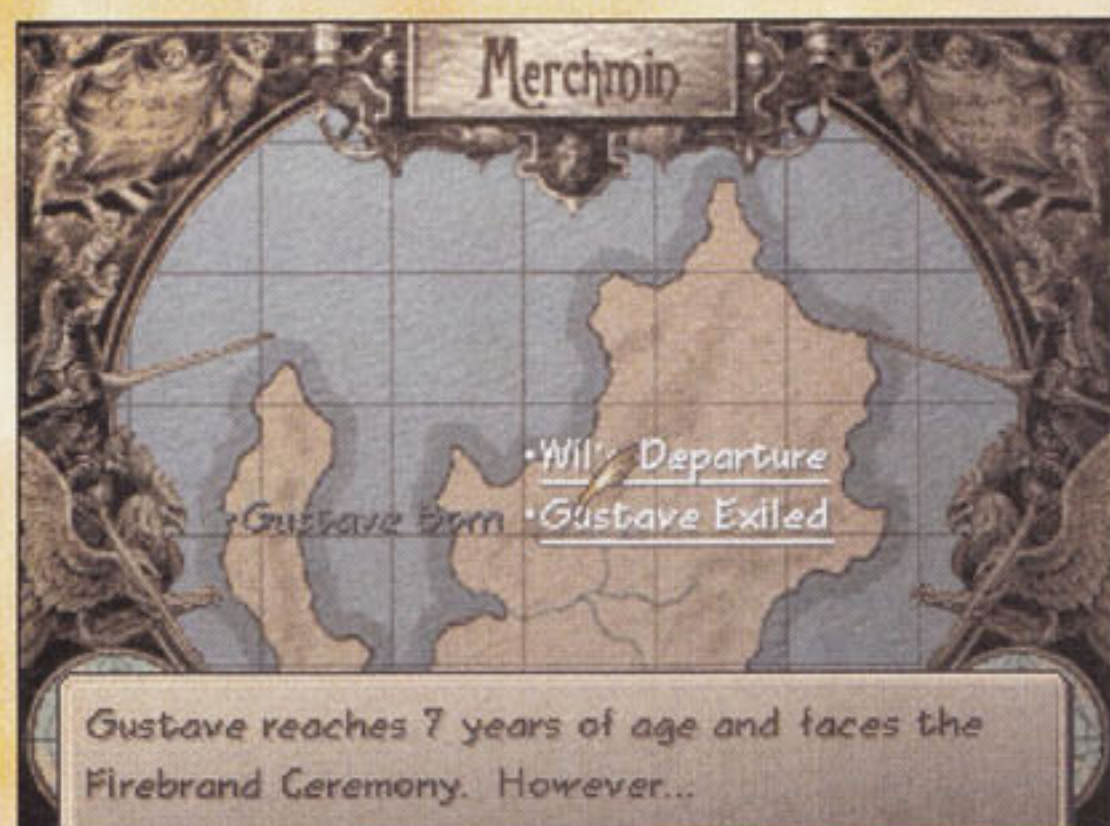 Merchmin
•Wil's Departure
•Gustave Born
•Gustave Exiled
Gustave reaches 7 years of age and faces the
Firebrand Ceremony. However...